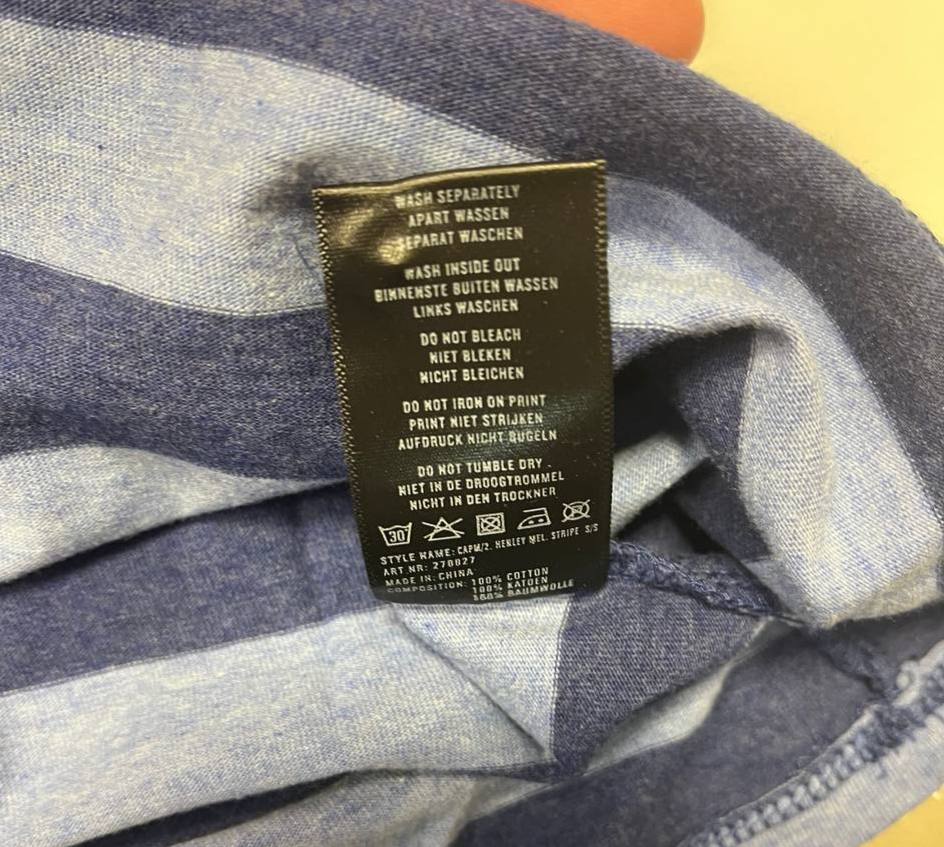 WASH SEPARATELY
APART WASSEN
SEPARAT WASCHEN
WASH INSIDE OUT
BINNENSTE BUITEN WASSEN
LINKS WASCHEN
DO NOT BLEACH
NIET BLEKEN
NICHT BLEICHEN
DO NOT IRON ON PRINT
PRINT NIET STRIJKEN
AUFDRUCK NICHT BUGELN
DO NOT TUMBLE DRY
NIET IN DE DROOGTROMMEL
NICHT IN DEN TROCKNER
30
STYLE NAME: CAPM/2. HENLEY MEL. STRIPE S/S
ART NR: 278827
MADE IN: CHINA
COMPOSITION: 100% COTTON
100% KATOEN
100% BAUMWOLLE